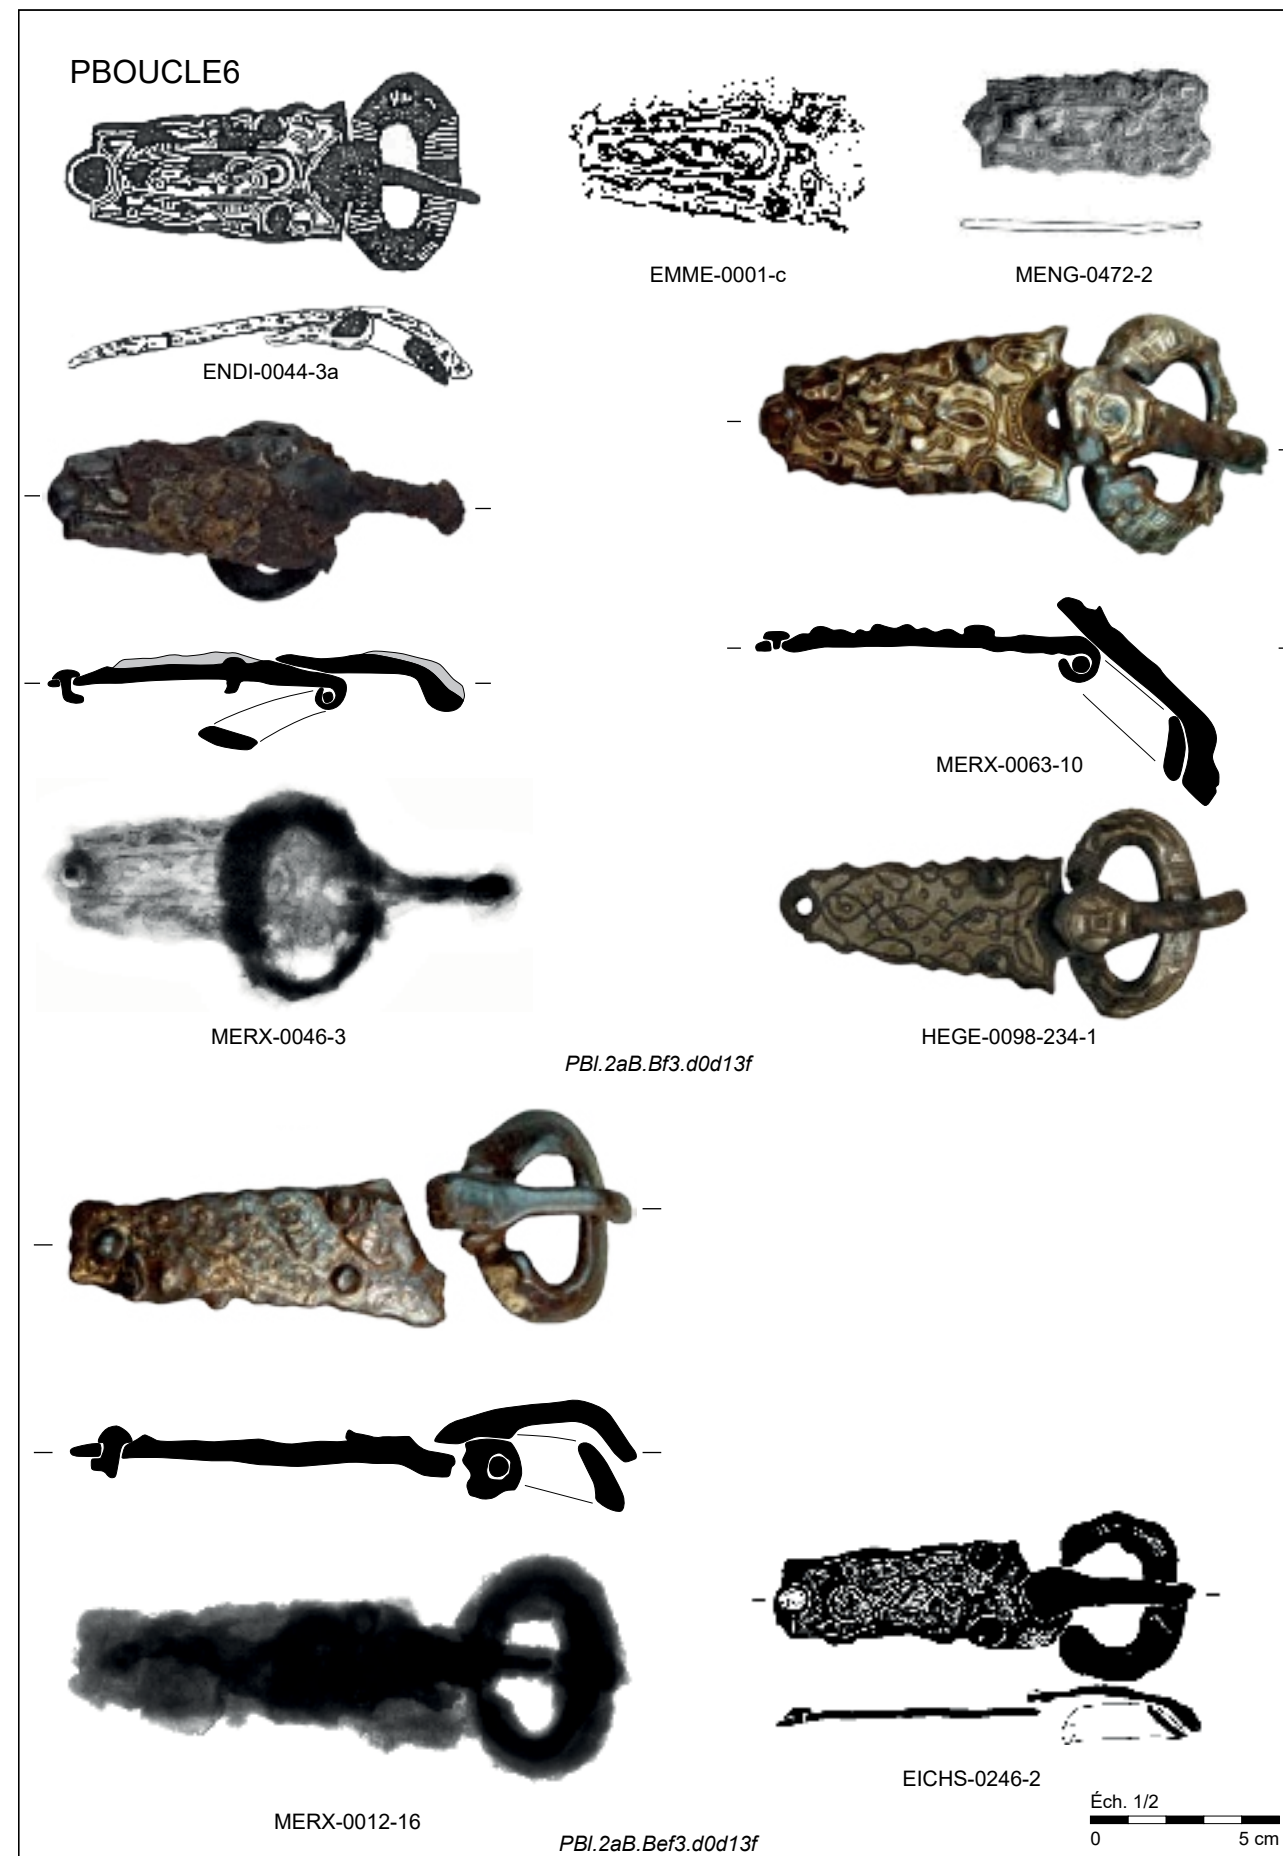 PBOUCLE6
EMME-0001-c
MENG-0472-2
ENDI-0044-3a
MERX-0063-10
MERX-0046-3
HEGE-0098-234-1
PBl.2aB.Bf3.d0d13f
EICHS-0246-2
Éch. 1/2
0 5 cm
MERX-0012-16
PBl.2aB.Bef3.d0d13f